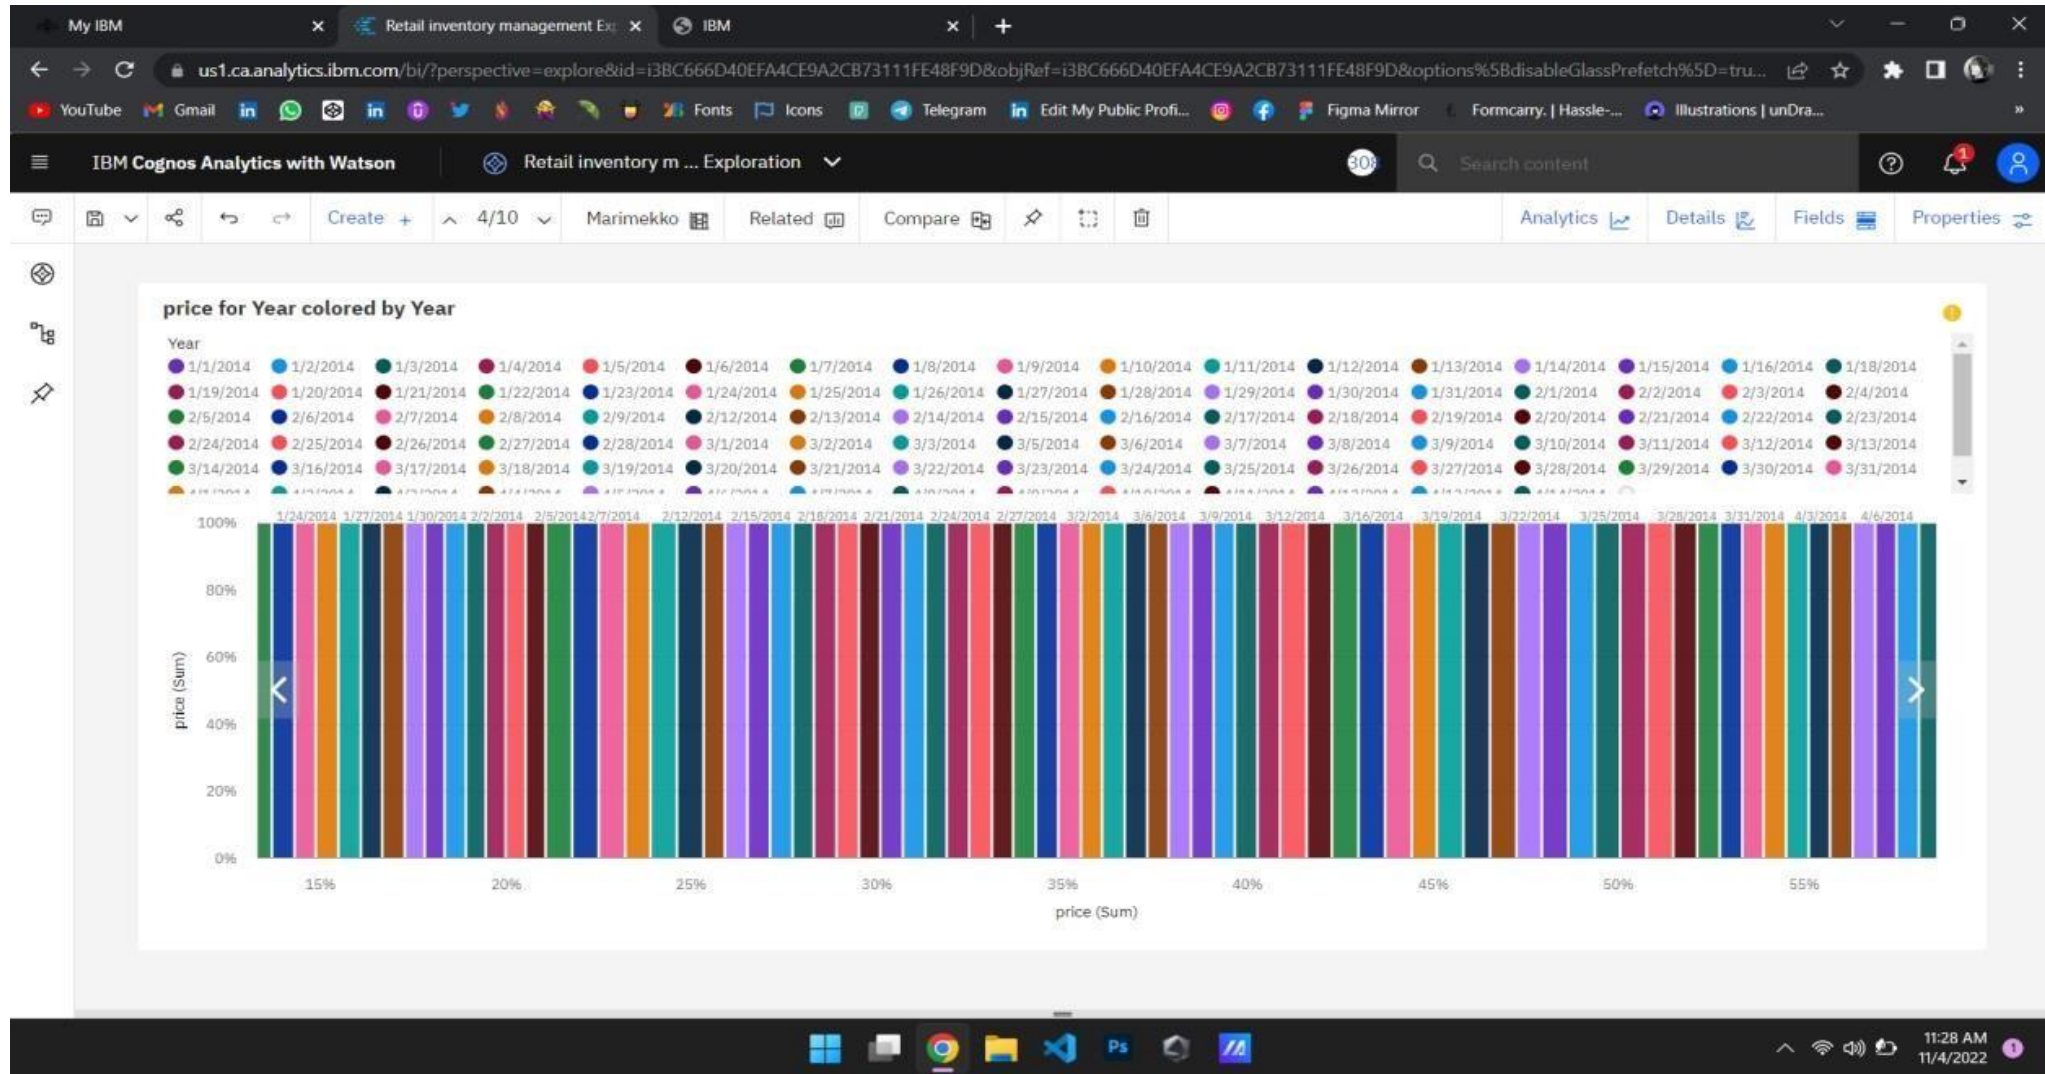 My IBM
Retail inventory management Ex
IBM
us1.ca.analytics.ibm.com/bi/?perspective=explore&id=i3BC666D40EFA4CE9A2CB73111FE48F9D&objRef=i3BC666D40EFA4CE9A2CB73111FE48F9D&options%5BdisableGlassPrefetch%5D=tru...
YouTube Gmail Fonts Icons Telegram Edit My Public Profi... Figma Mirror Formcarry. | Hassle-... Illustrations | unDra... »
IBM Cognos Analytics with Watson Retail inventory m ... Exploration Search content 1
Create + 4/10 Marimekko Related Compare Analytics Details Fields Properties
price for Year colored by Year
Year
1/1/2014 1/2/2014 1/3/2014 1/4/2014 1/5/2014 1/6/2014 1/7/2014 1/8/2014 1/9/2014 1/10/2014 1/11/2014 1/12/2014 1/13/2014 1/14/2014 1/15/2014 1/16/2014 1/18/2014
1/19/2014 1/20/2014 1/21/2014 1/22/2014 1/23/2014 1/24/2014 1/25/2014 1/26/2014 1/27/2014 1/28/2014 1/29/2014 1/30/2014 1/31/2014 2/1/2014 2/2/2014 2/3/2014 2/4/2014
2/5/2014 2/6/2014 2/7/2014 2/8/2014 2/9/2014 2/12/2014 2/13/2014 2/14/2014 2/15/2014 2/16/2014 2/17/2014 2/18/2014 2/19/2014 2/20/2014 2/21/2014 2/22/2014 2/23/2014
2/24/2014 2/25/2014 2/26/2014 2/27/2014 2/28/2014 3/1/2014 3/2/2014 3/3/2014 3/5/2014 3/6/2014 3/7/2014 3/8/2014 3/9/2014 3/10/2014 3/11/2014 3/12/2014 3/13/2014
3/14/2014 3/16/2014 3/17/2014 3/18/2014 3/19/2014 3/20/2014 3/21/2014 3/22/2014 3/23/2014 3/24/2014 3/25/2014 3/26/2014 3/27/2014 3/28/2014 3/29/2014 3/30/2014 3/31/2014
1/24/2014 1/27/2014 1/30/2014 2/2/2014 2/5/2014 2/7/2014 2/12/2014 2/15/2014 2/18/2014 2/21/2014 2/24/2014 2/27/2014 3/2/2014 3/6/2014 3/9/2014 3/12/2014 3/16/2014 3/19/2014 3/22/2014 3/25/2014 3/28/2014 3/31/2014 4/3/2014 4/6/2014
100%
80%
60%
40%
20%
0%
price (Sum)
15% 20% 25% 30% 35% 40% 45% 50% 55%
price (Sum)
Ps
11:28 AM
11/4/2022
1